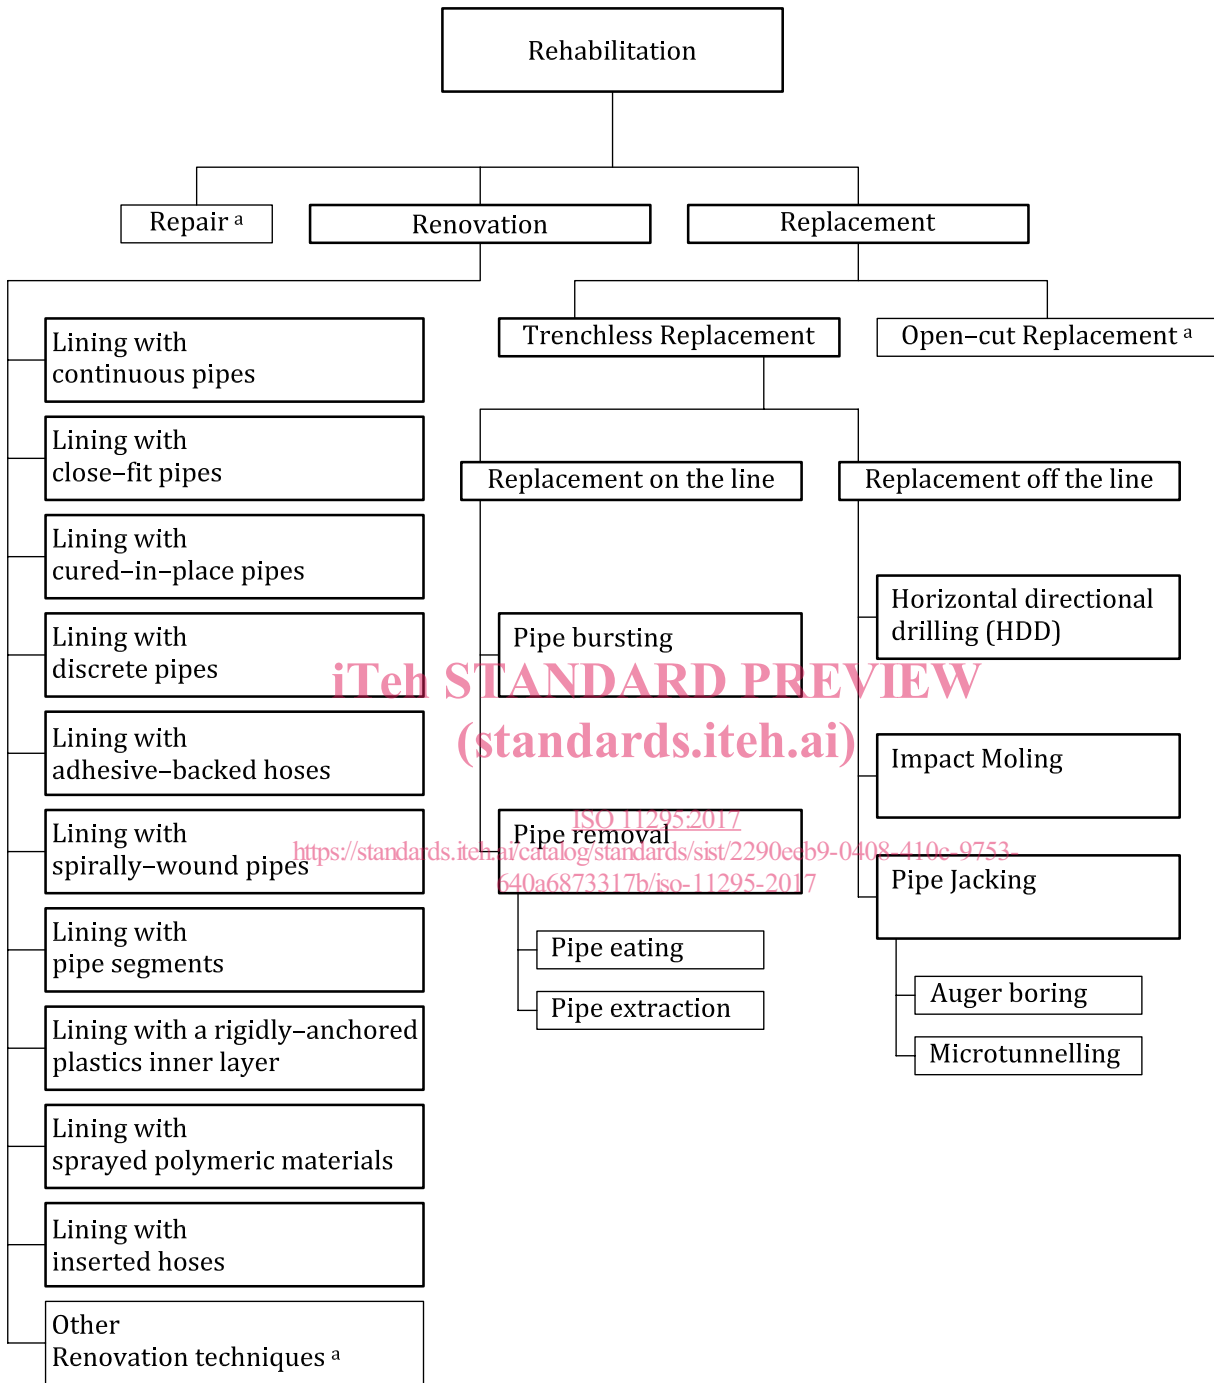 Rehabilitation
Repair a
Renovation
Replacement
Lining with
continuous pipes
Lining with
close–fit pipes
Lining with
cured–in–place pipes
Lining with
discrete pipes
Lining with
adhesive–backed hoses
Lining with
spirally–wound pipes
Lining with
pipe segments
Lining with a rigidly–anchored
plastics inner layer
Lining with
sprayed polymeric materials
Lining with
inserted hoses
Other
Renovation techniques a
Trenchless Replacement
Open–cut Replacement a
Replacement on the line
Replacement off the line
Pipe bursting
Pipe removal
Pipe eating
Pipe extraction
Horizontal directional
drilling (HDD)
Impact Moling
Pipe Jacking
Auger boring
Microtunnelling
iTeh STANDARD PREVIEW
(standards.iteh.ai)
ISO 11295:2017
https://standards.iteh.ai/catalog/standards/sist/2290eeb9-0408-410c-9753-
640a6873317b/iso-11295-2017